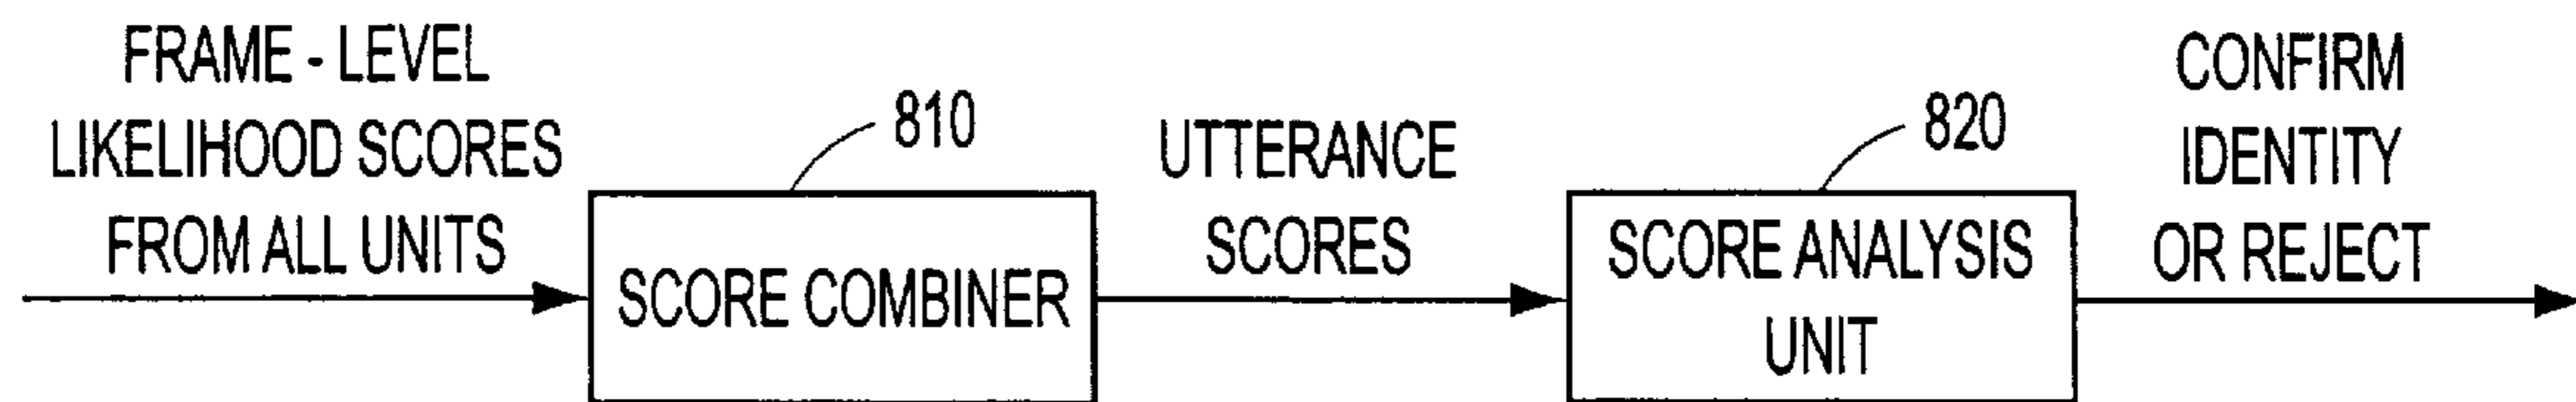 FRAME - LEVEL
LIKELIHOOD SCORES
FROM ALL UNITS
810
SCORE COMBINER
UTTERANCE
SCORES
820
SCORE ANALYSIS
UNIT
CONFIRM
IDENTITY
OR REJECT